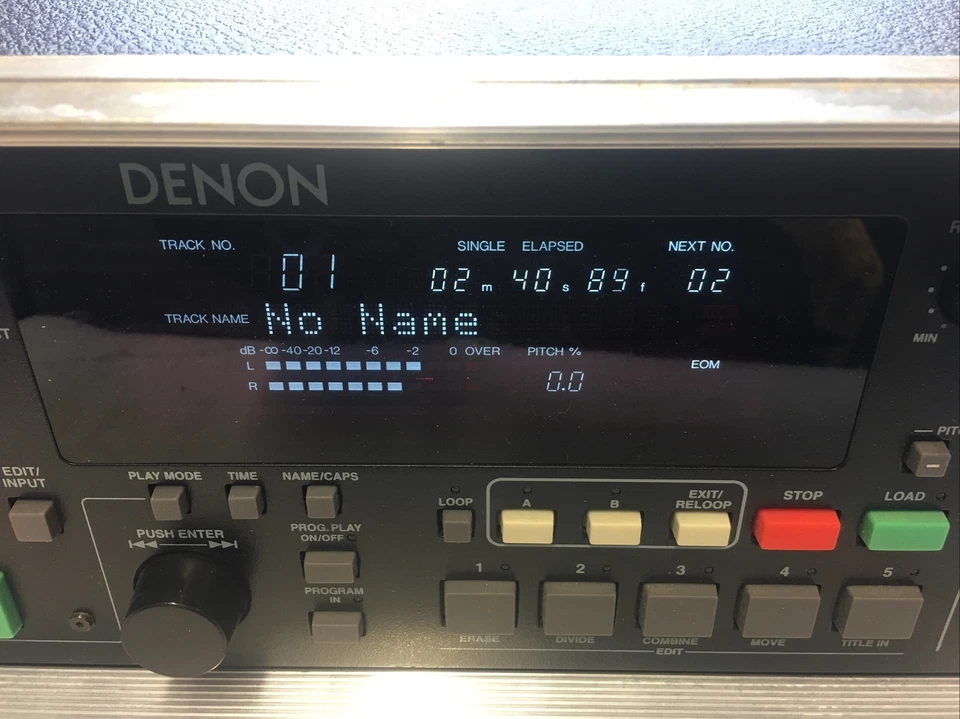 DENON
TRACK NO. 01
SINGLE ELAPSED
NEXT NO.
02 m 40 s 89 f
02
TRACK NAME No Name
dB -∞ -40 -20 -12 -6 -2 0 OVER
PITCH %
L
EOM
R
0.0
MIN
EDIT/
INPUT
PLAY MODE
TIME
NAME/CAPS
LOOP
A
B
EXIT/
RELOOP
STOP
LOAD
PUSH ENTER
PROG.PLAY
ON/OFF
PROGRAM
IN
1
2
3
4
5
ERASE
DIVIDE
COMBINE
MOVE
TITLE IN
EDIT